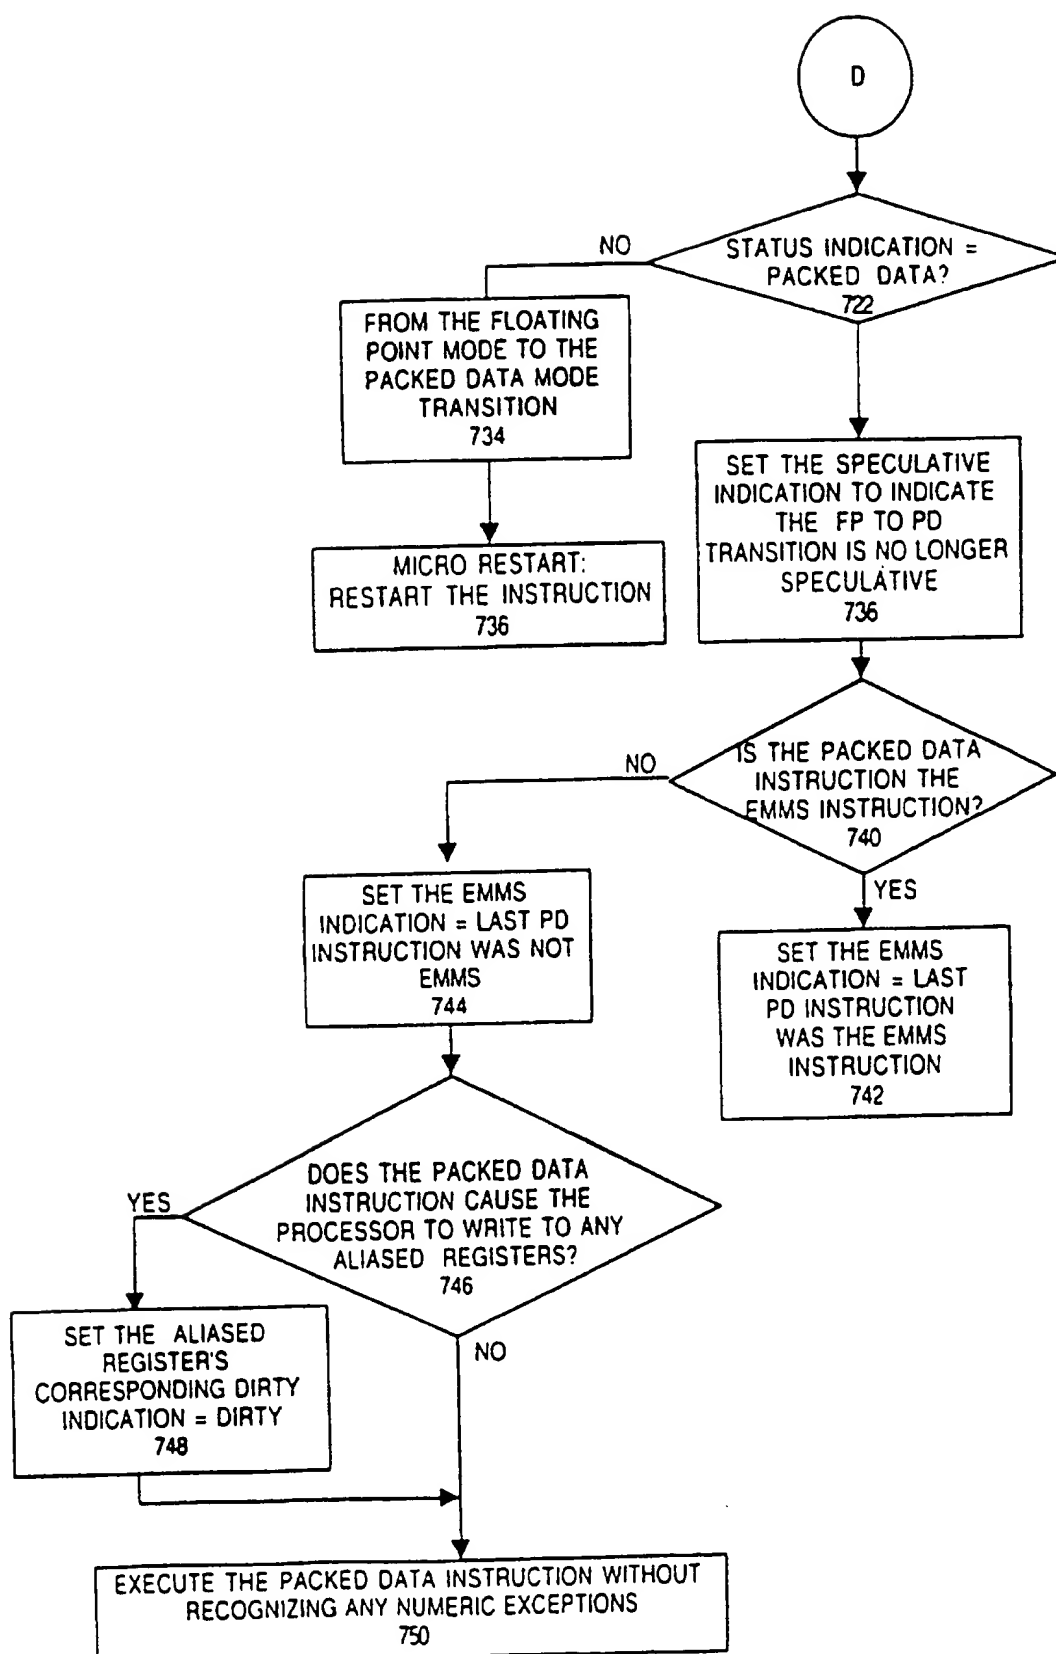 D
STATUS INDICATION =
PACKED DATA?
722
NO
FROM THE FLOATING
POINT MODE TO THE
PACKED DATA MODE
TRANSITION
734
MICRO RESTART:
RESTART THE INSTRUCTION
736
SET THE SPECULATIVE
INDICATION TO INDICATE
THE FP TO PD
TRANSITION IS NO LONGER
SPECULATIVE
736
IS THE PACKED DATA
INSTRUCTION THE
EMMS INSTRUCTION?
740
NO
YES
SET THE EMMS
INDICATION = LAST PD
INSTRUCTION WAS NOT
EMMS
744
SET THE EMMS
INDICATION = LAST
PD INSTRUCTION
WAS THE EMMS
INSTRUCTION
742
DOES THE PACKED DATA
INSTRUCTION CAUSE THE
PROCESSOR TO WRITE TO ANY
ALIASED REGISTERS?
746
YES
NO
SET THE ALIASED
REGISTER'S
CORRESPONDING DIRTY
INDICATION = DIRTY
748
EXECUTE THE PACKED DATA INSTRUCTION WITHOUT
RECOGNIZING ANY NUMERIC EXCEPTIONS
750